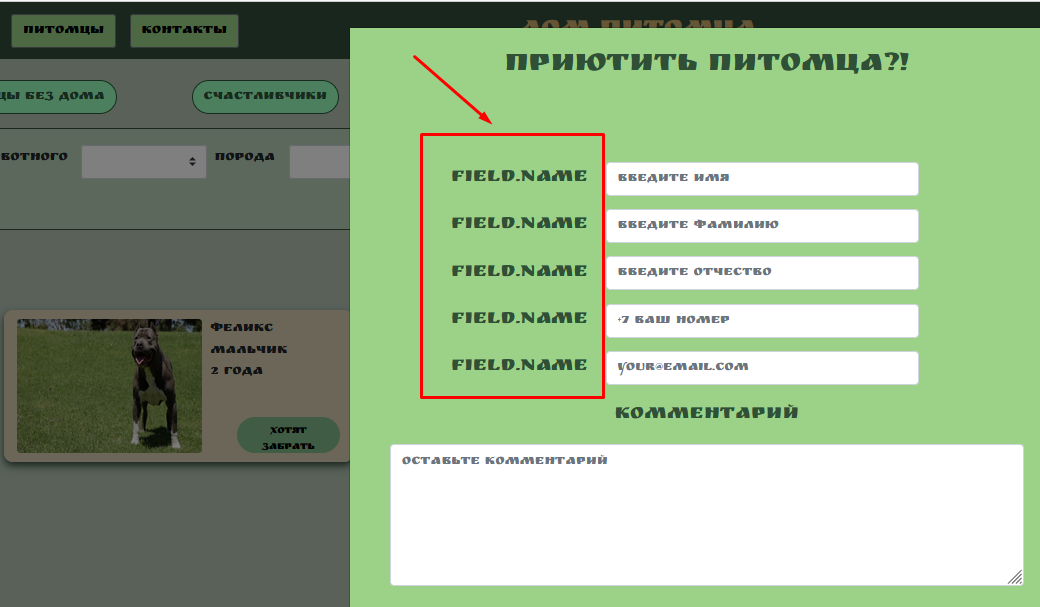 ПИТОМЦЫ
КОНТАКТЫ
ДОМ ПИТОМЦА
ПРИЮТИТЬ ПИТОМЦА?!
ЦЫ БЕЗ ДОМА
СЧАСТЛИВЧИКИ
ВОТНОГО
ПОРОДА
FIELD.NAME
ВВЕДИТЕ ИМЯ
FIELD.NAME
ВВЕДИТЕ ФАМИЛИЮ
FIELD.NAME
ВВЕДИТЕ ОТЧЕСТВО
FIELD.NAME
+7 ВАШ НОМЕР
FIELD.NAME
YOUR@EMAIL.COM
ФЕЛИКС
МАЛЬЧИК
2 ГОДА
ХОТЯТ
ЗАБРАТЬ
КОММЕНТАРИЙ
ОСТАВЬТЕ КОММЕНТАРИЙ